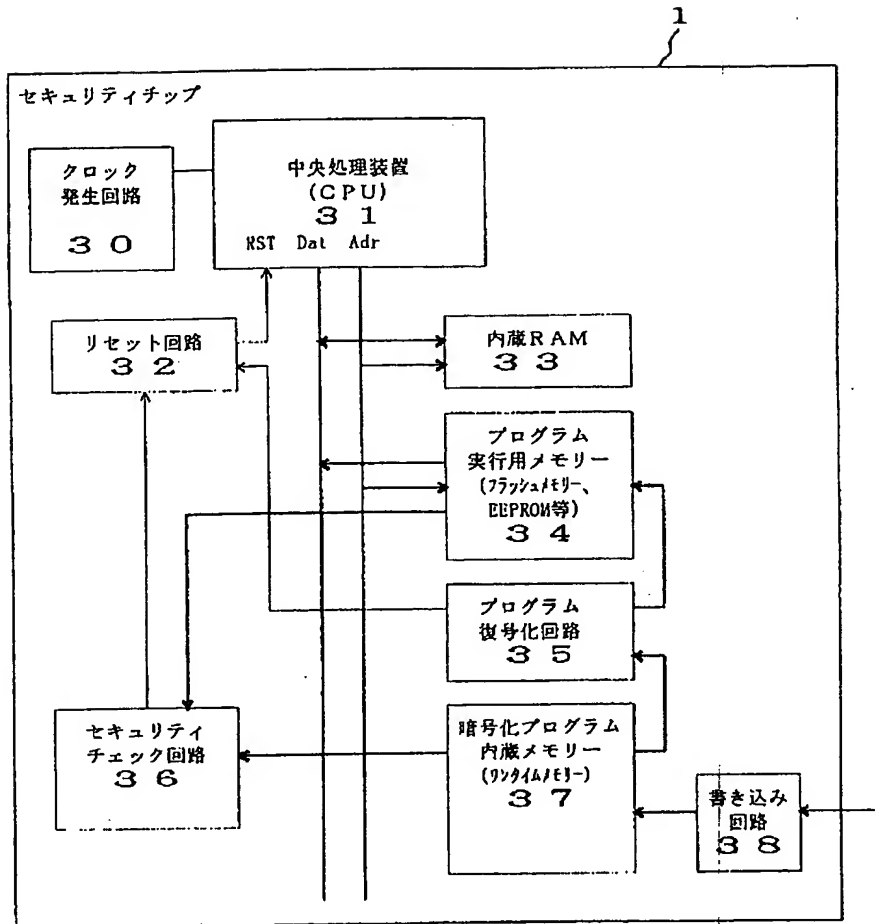 1
セキュリティチップ
クロック
発生回路
30
中央処理装置
(CPU)
31
RST Dat Adr
リセット回路
32
内蔵RAM
33
プログラム
実行用メモリー
(フラッシュメモリー、
EEPROM等)
34
プログラム
復号化回路
35
セキュリティ
チェック回路
36
暗号化プログラム
内蔵メモリー
(ワンタイムメモリー)
37
書き込み
回路
38